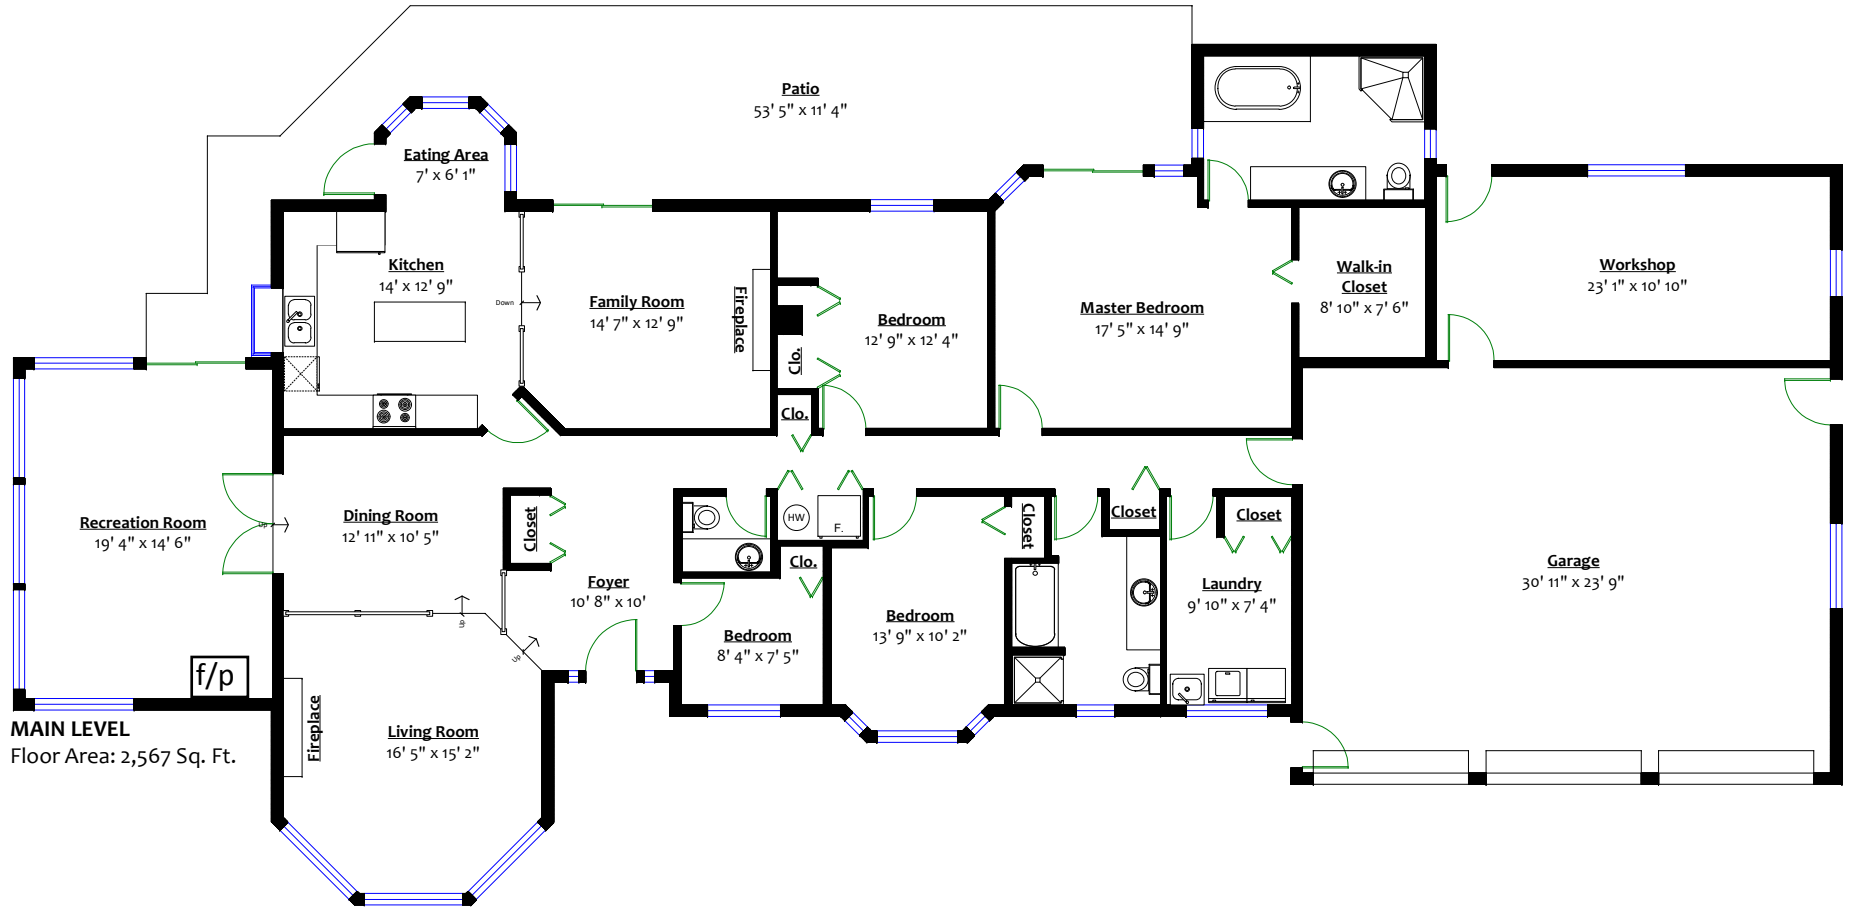 Patio
53' 5" x 11' 4"
Eating Area
7' x 6' 1"
Kitchen
14' x 12' 9"
Down
Family Room
14' 7" x 12' 9"
Fireplace
Clo.
Clo.
Bedroom
12' 9" x 12' 4"
Master Bedroom
17' 5" x 14' 9"
Walk-in
Closet
8' 10" x 7' 6"
Workshop
23' 1" x 10' 10"
Recreation Room
19' 4" x 14' 6"
Up
Dining Room
12' 11" x 10' 5"
Closet
Foyer
10' 8" x 10'
Up
Up
HW
F.
Clo.
Bedroom
8' 4" x 7' 5"
Bedroom
13' 9" x 10' 2"
Closet
Closet
Closet
Laundry
9' 10" x 7' 4"
Garage
30' 11" x 23' 9"
f/p
Fireplace
Living Room
16' 5" x 15' 2"
MAIN LEVEL
Floor Area: 2,567 Sq. Ft.